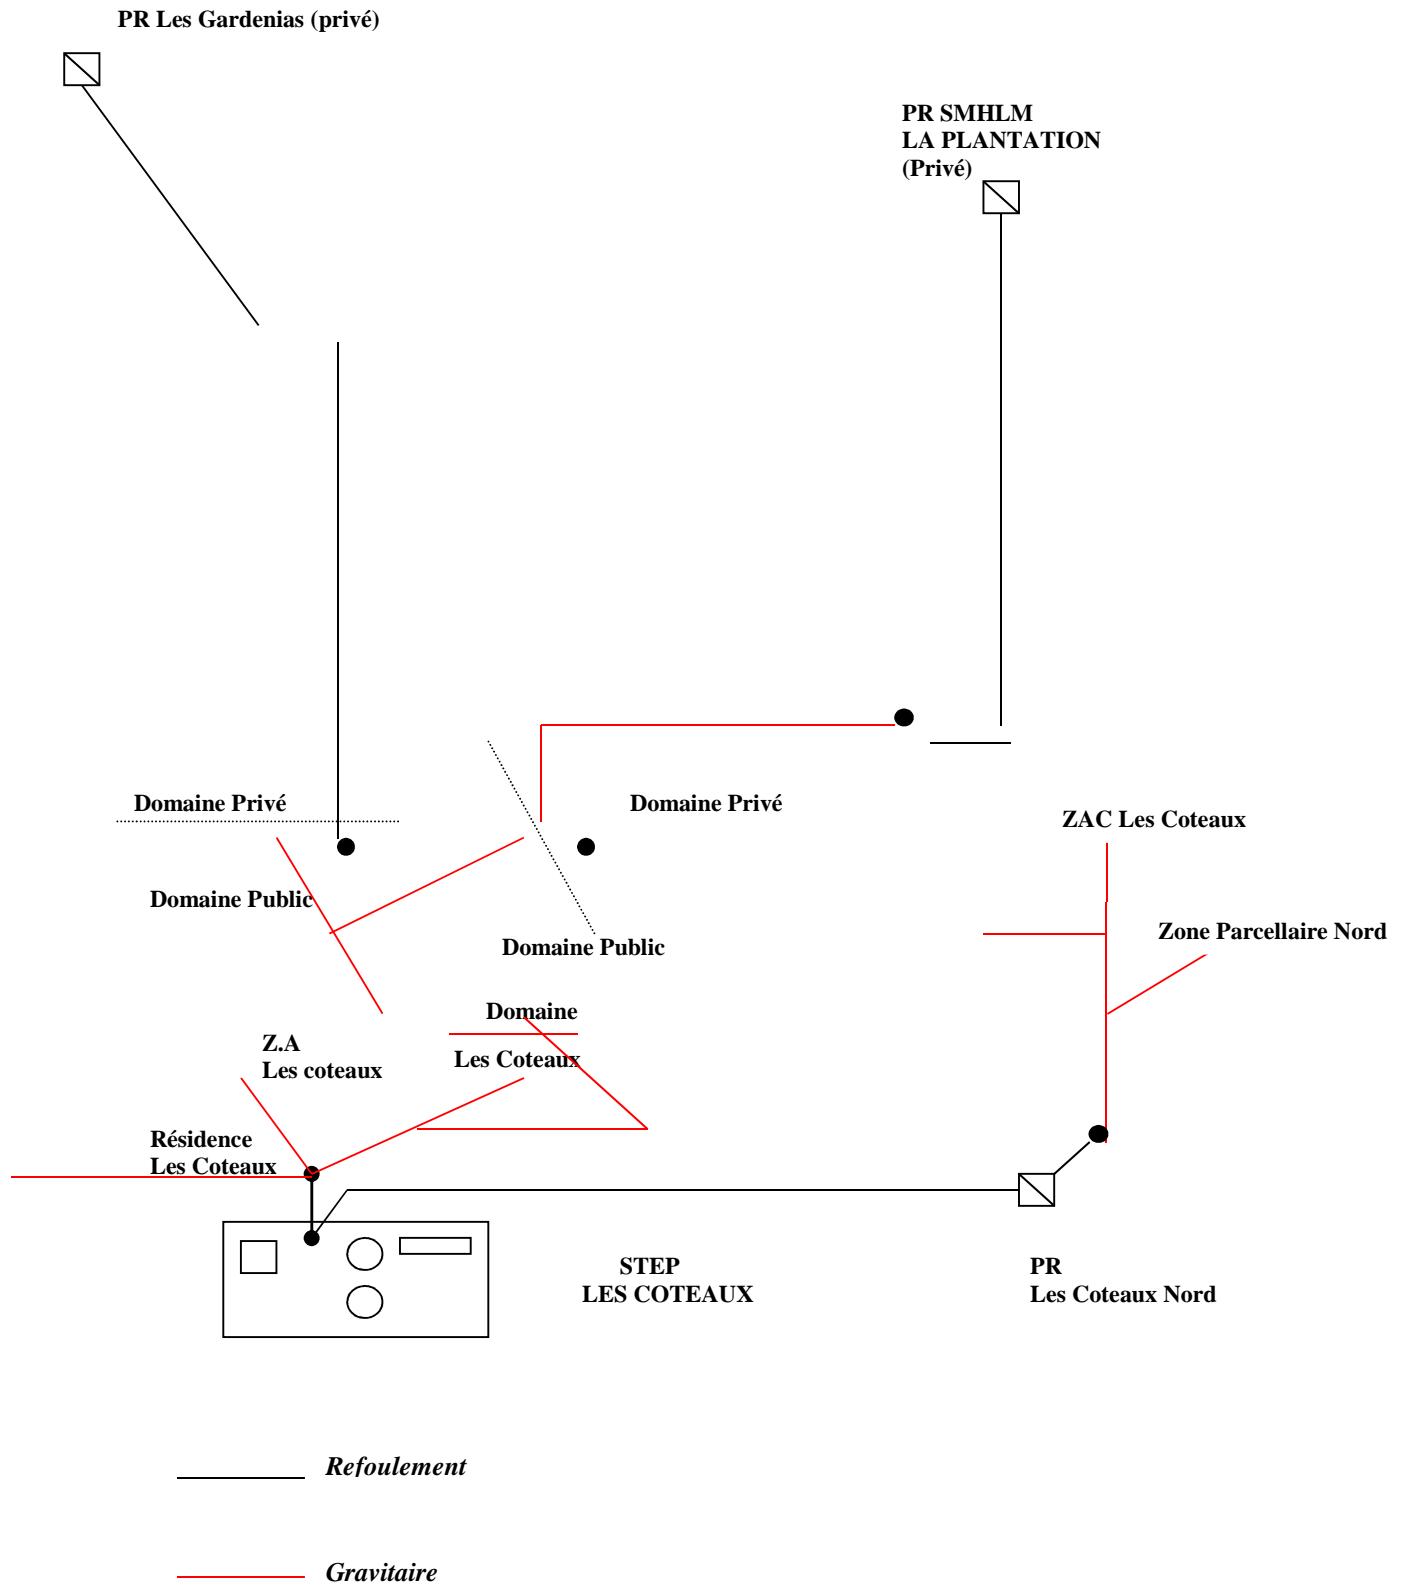 PR Les Gardenias (privé)
PR SMHLM
LA PLANTATION
(Privé)
Domaine Privé
Domaine Privé
ZAC Les Coteaux
Domaine Public
Zone Parcellaire Nord
Domaine Public
Domaine
Les Coteaux
Z.A
Les coteaux
Résidence
Les Coteaux
STEP
LES COTEAUX
PR
Les Coteaux Nord
Refoulement
Gravitaire